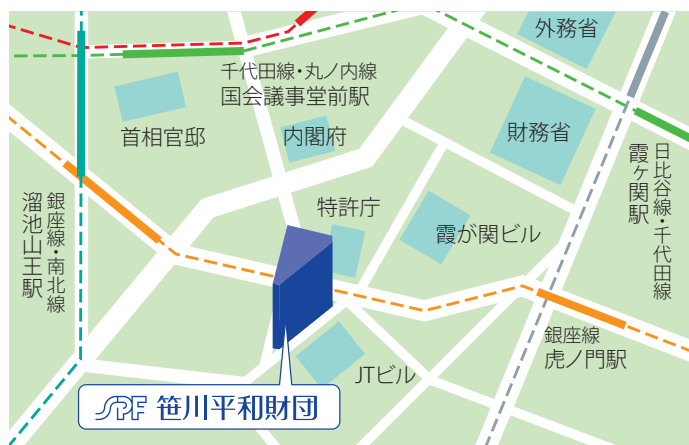 外務省
千代田線・丸ノ内線
国会議事堂前駅
首相官邸
内閣府
財務省
日比谷線・千代田線
霞ヶ関駅
銀座線・南北線
溜池山王駅
特許庁
霞が関ビル
銀座線
虎ノ門駅
JTビル
SPF 笹川平和財団